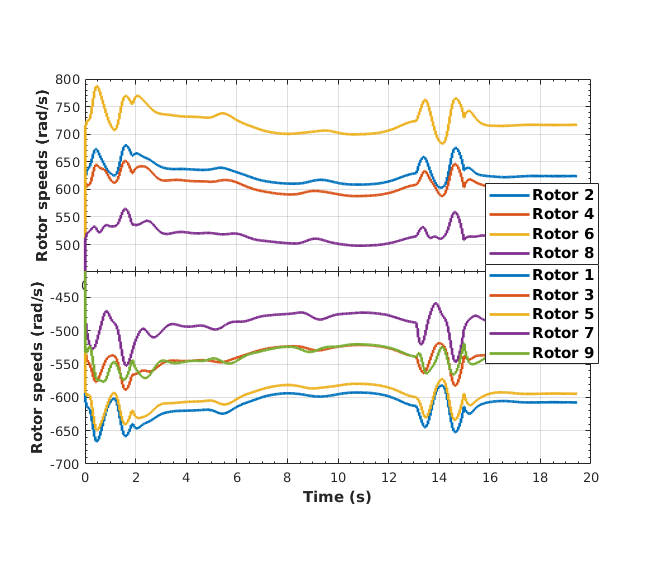 800
750
700
650
600
550
500
Rotor speeds (rad/s)
Rotor 2
Rotor 4
Rotor 6
Rotor 8
-450
-500
-550
-600
-650
-700
Rotor speeds (rad/s)
Rotor 1
Rotor 3
Rotor 5
Rotor 7
Rotor 9
0 2 4 6 8 10 12 14 16 18 20
Time (s)